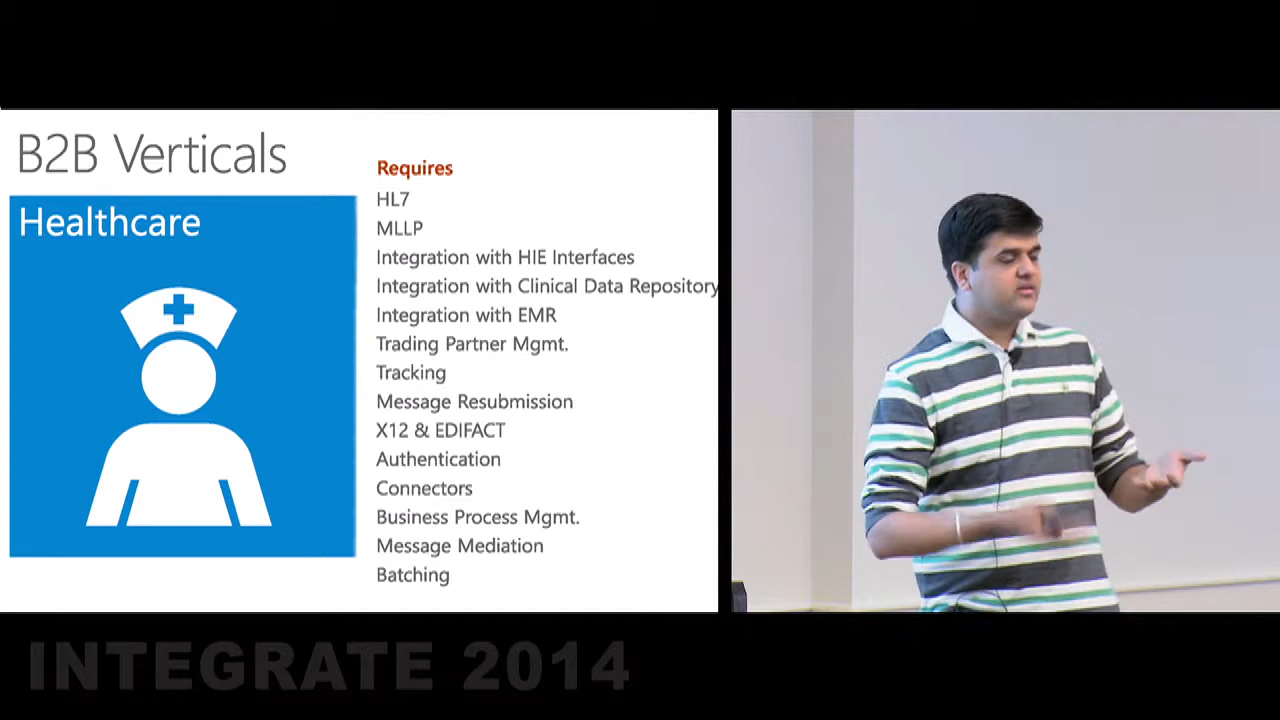 B2B Verticals
Healthcare
Requires
HL7
MLLP
Integration with HIE Interfaces
Integration with Clinical Data Repository
Integration with EMR
Trading Partner Mgmt.
Tracking
Message Resubmission
X12 & EDIFACT
Authentication
Connectors
Business Process Mgmt.
Message Mediation
Batching
INTEGRATE 2014